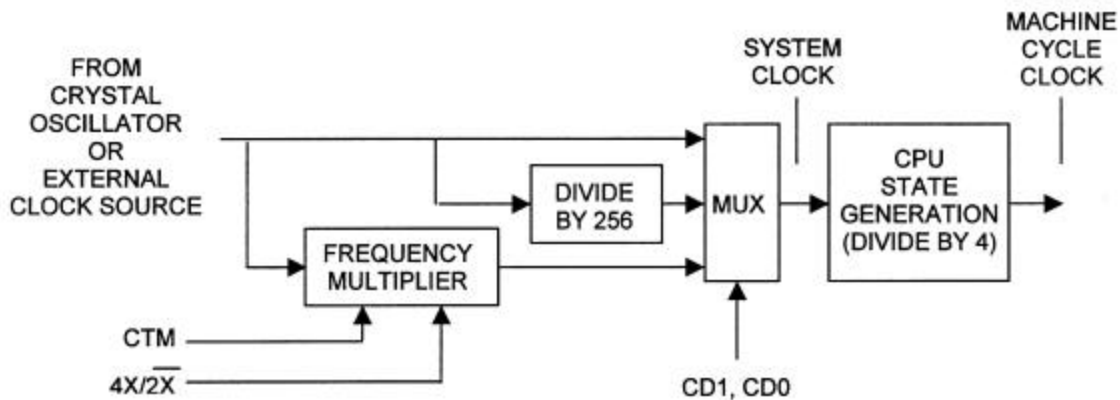 FROM
CRYSTAL
OSCILLATOR
OR
EXTERNAL
CLOCK SOURCE
SYSTEM
CLOCK
MACHINE
CYCLE
CLOCK
DIVIDE
BY 256
MUX
CPU
STATE
GENERATION
(DIVIDE BY 4)
FREQUENCY
MULTIPLIER
CTM
4X/2X̅
CD1, CD0